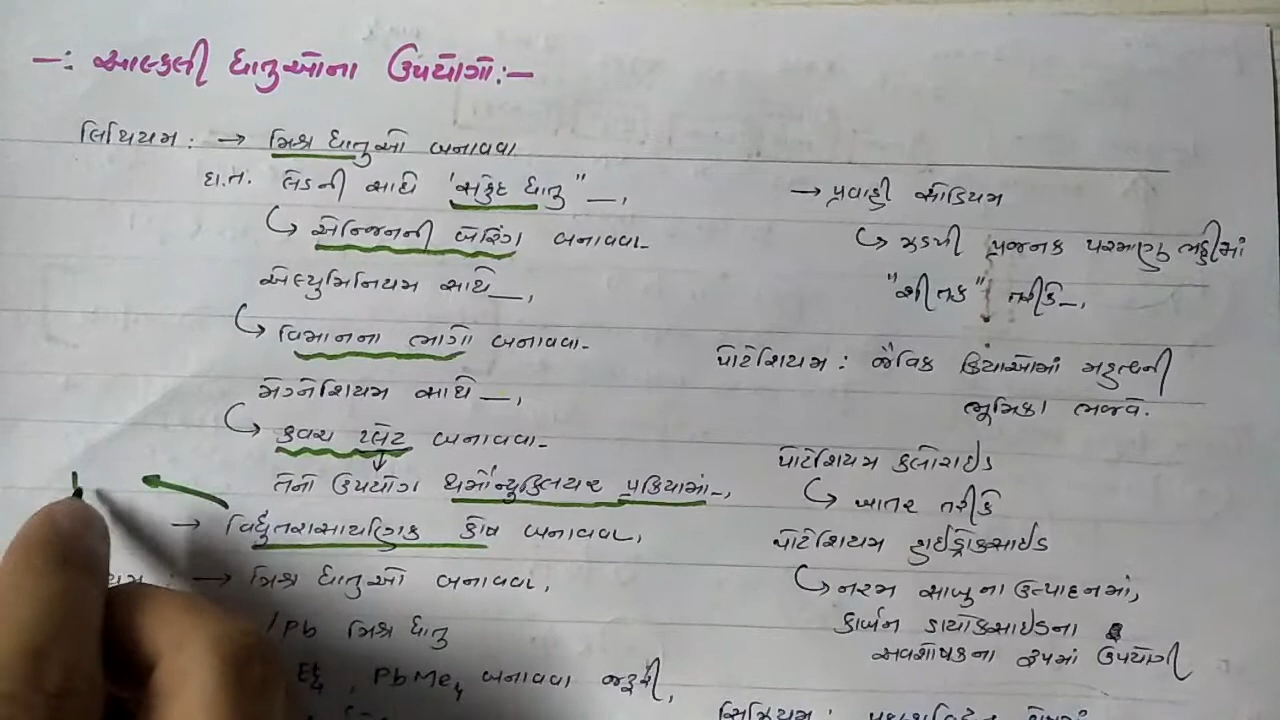 -: આલ્કલી ધાતુઓના ઉપયોગો:-
લિથિયમ: → મિશ્ર ધાતુઓ બનાવવા
દા.ત. લેડની સાથે 'સફેદ ધાતુ" —,
↳ એન્જિનની બેરિંગ બનાવવા-
એલ્યુમિનિયમ સાથે —,
↳ વિમાનના ભાગો બનાવવા-
મેગ્નેશિયમ સાથે —,
↳ કવચ પ્લેટ બનાવવા-
તેનો ઉપયોગ થર્મોન્યુક્લિયર પ્રક્રિયામાં-,
→ વિદ્યુતરાસાયણિક કોષ બનાવવા,
યમ: → મિશ્ર ધાતુઓ બનાવવા,
/Pb મિશ્ર ધાતુ
, PbMe4 બનાવવા જરૂરી,
→ પ્રવાહી સોડિયમ
↳ ઝડપી પ્રજનક પરમાણુ ભઠ્ઠીમાં
"શીતક" તરીકે-,
પોટેશિયમ: જૈવિક ક્રિયાઓમાં મહત્વની
ભૂમિકા ભજવે.
પોટેશિયમ ક્લોરાઇડ
↳ ખાતર તરીકે
પોટેશિયમ હાઇડ્રોક્સાઇડ
↳ નરમ સાબુના ઉત્પાદનમાં,
કાર્બન ડાયોક્સાઇડના
અવશોષકના રૂપમાં ઉપયોગી
સિઝિયમ: